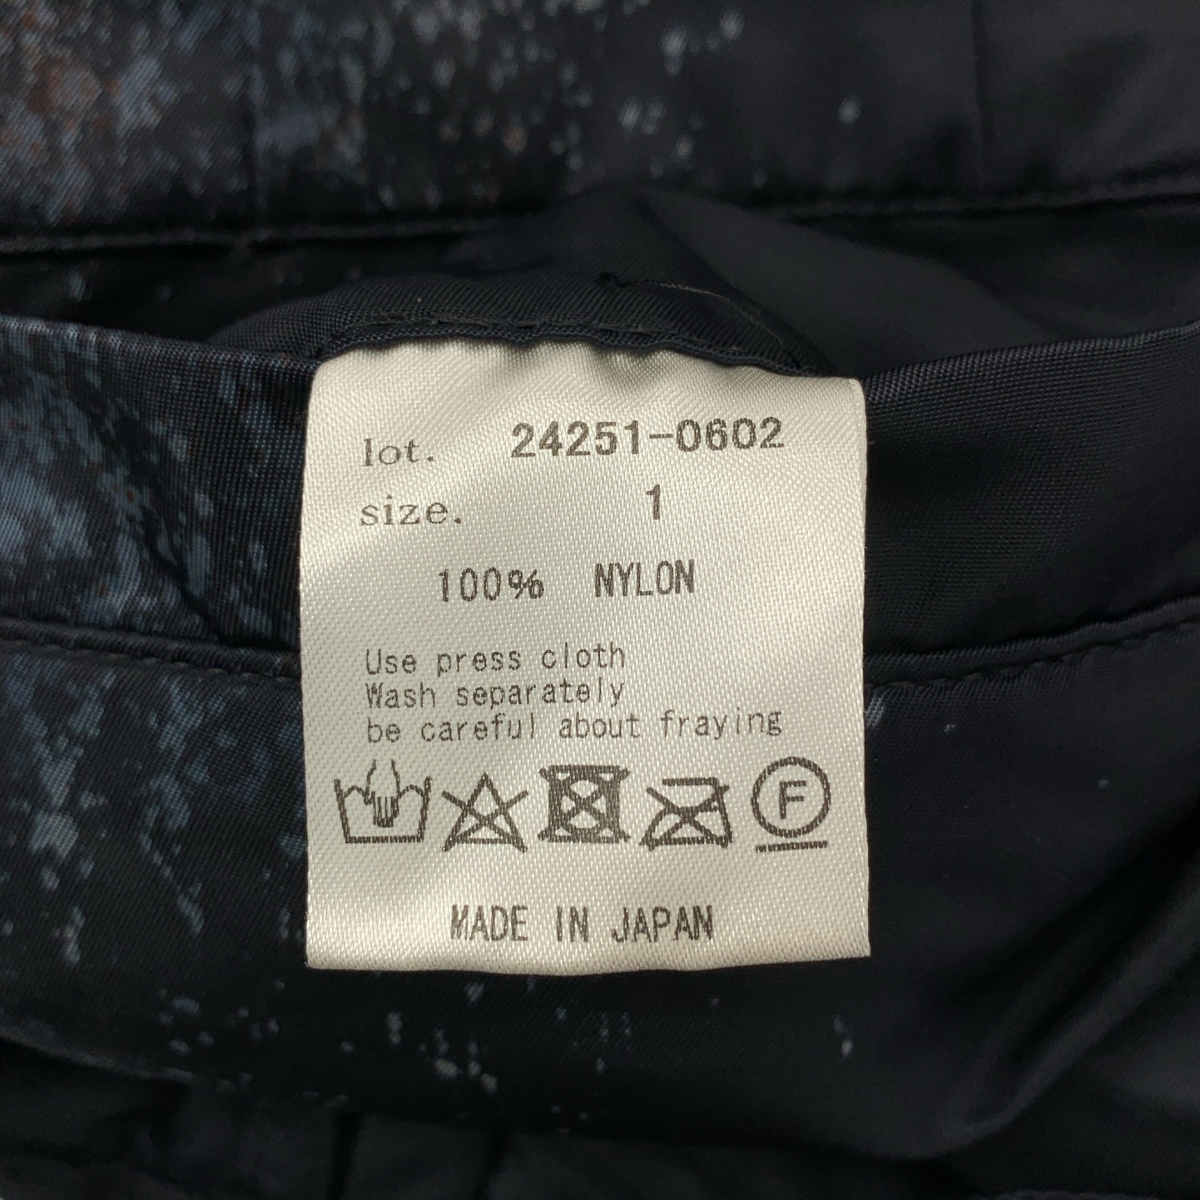 lot. 24251-0602
size. 1
100% NYLON
Use press cloth
Wash separately
be careful about fraying
F
MADE IN JAPAN